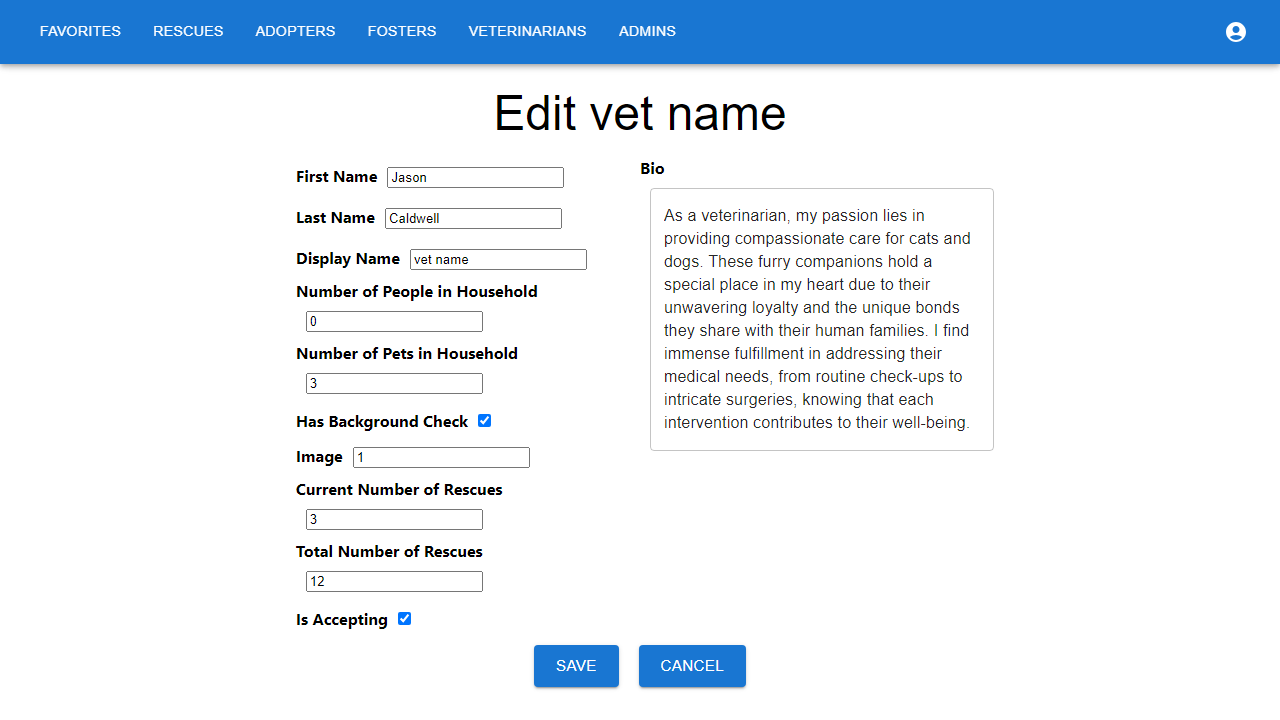 FAVORITES RESCUES ADOPTERS FOSTERS VETERINARIANS ADMINS
Edit vet name
First Name Jason
Last Name Caldwell
Display Name vet name
Number of People in Household
0
Number of Pets in Household
3
Has Background Check
Image 1
Current Number of Rescues
3
Total Number of Rescues
12
Is Accepting
Bio
As a veterinarian, my passion lies in
providing compassionate care for cats and
dogs. These furry companions hold a
special place in my heart due to their
unwavering loyalty and the unique bonds
they share with their human families. I find
immense fulfillment in addressing their
medical needs, from routine check-ups to
intricate surgeries, knowing that each
intervention contributes to their well-being.
SAVE CANCEL